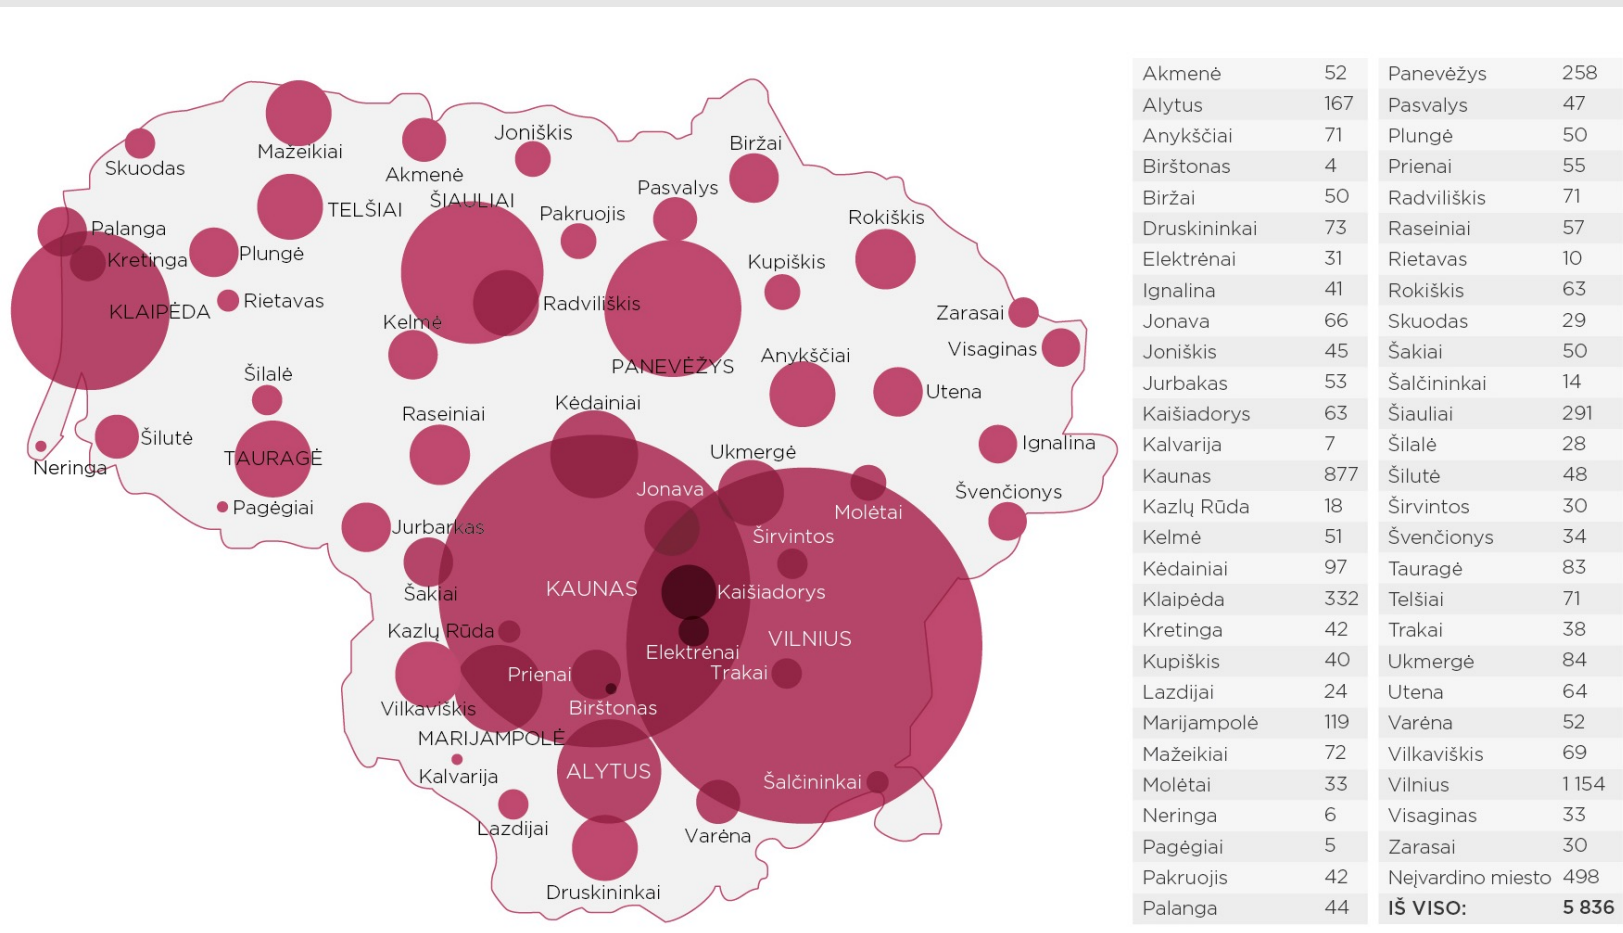 Skuodas
Mažeikiai
Akmenė
Joniškis
Biržai
ŠIAULIAI
TELŠIAI
Pakruojis
Pasvalys
Rokiškis
Palanga
Kretinga
Plungė
Kupiškis
KLAIPĖDA
Rietavas
Radviliškis
Zarasai
Kelmė
Visaginas
PANEVĖŽYS
Anykščiai
Šilalė
Utena
Raseiniai
Kėdainiai
Šilutė
TAURAGĖ
Ukmergė
Ignalina
Neringa
Jonava
Švenčionys
Pagėgiai
Molėtai
Jurbarkas
Širvintos
Šakiai
KAUNAS
Kaišiadorys
Kazlų Rūda
VILNIUS
Elektrėnai
Prienai
Trakai
Vilkaviškis
Birštonas
MARIJAMPOLĖ
Kalvarija
ALYTUS
Šalčininkai
Lazdijai
Varėna
Druskininkai
Akmenė 52 Panevėžys 258
Alytus 167 Pasvalys 47
Anykščiai 71 Plungė 50
Birštonas 4 Prienai 55
Biržai 50 Radviliškis 71
Druskininkai 73 Raseiniai 57
Elektrėnai 31 Rietavas 10
Ignalina 41 Rokiškis 63
Jonava 66 Skuodas 29
Joniškis 45 Šakiai 50
Jurbakas 53 Šalčininkai 14
Kaišiadorys 63 Šiauliai 291
Kalvarija 7 Šilalė 28
Kaunas 877 Šilutė 48
Kazlų Rūda 18 Širvintos 30
Kelmė 51 Švenčionys 34
Kėdainiai 97 Tauragė 83
Klaipėda 332 Telšiai 71
Kretinga 42 Trakai 38
Kupiškis 40 Ukmergė 84
Lazdijai 24 Utena 64
Marijampolė 119 Varėna 52
Mažeikiai 72 Vilkaviškis 69
Molėtai 33 Vilnius 1 154
Neringa 6 Visaginas 33
Pagėgiai 5 Zarasai 30
Pakruojis 42 Neįvardino miesto 498
Palanga 44 IŠ VISO: 5 836